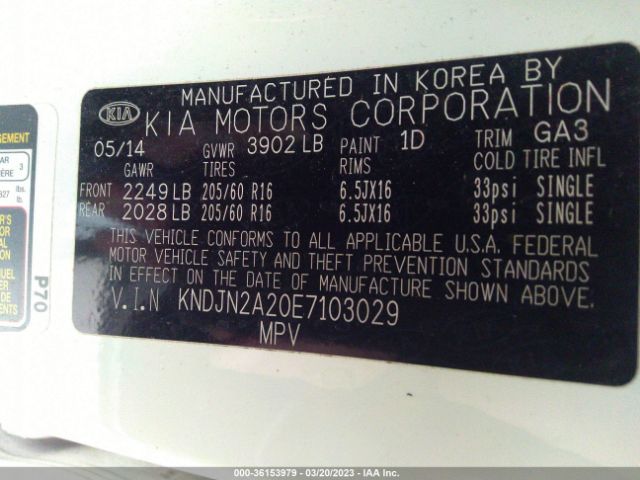 MANUFACTURED IN KOREA BY
KIA KIA MOTORS CORPORATION
05/14 GVWR 3902 LB PAINT 1D TRIM GA3
GAWR TIRES RIMS COLD TIRE INFL
FRONT 2249 LB 205/60 R16 6.5JX16 33psi SINGLE
REAR 2028 LB 205/60 R16 6.5JX16 33psi SINGLE
THIS VEHICLE CONFORMS TO ALL APPLICABLE U.S.A. FEDERAL
MOTOR VEHICLE SAFETY AND THEFT PREVENTION STANDARDS
IN EFFECT ON THE DATE OF MANUFACTURE SHOWN ABOVE.
V.I.N KNDJN2A20E7103029
MPV
P70
000-36153979 — 03/20/2023 — IAA Inc.